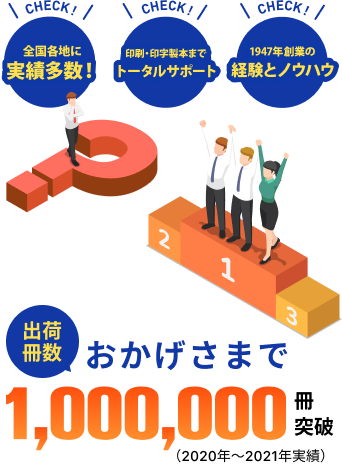 CHECK!
CHECK!
CHECK!
全国各地に
実績多数!
印刷・印字製本まで
トータルサポート
1947年創業の
経験とノウハウ
2
1
3
出荷
冊数
おかげさまで
1,000,000冊
突破
(2020年〜2021年実績)